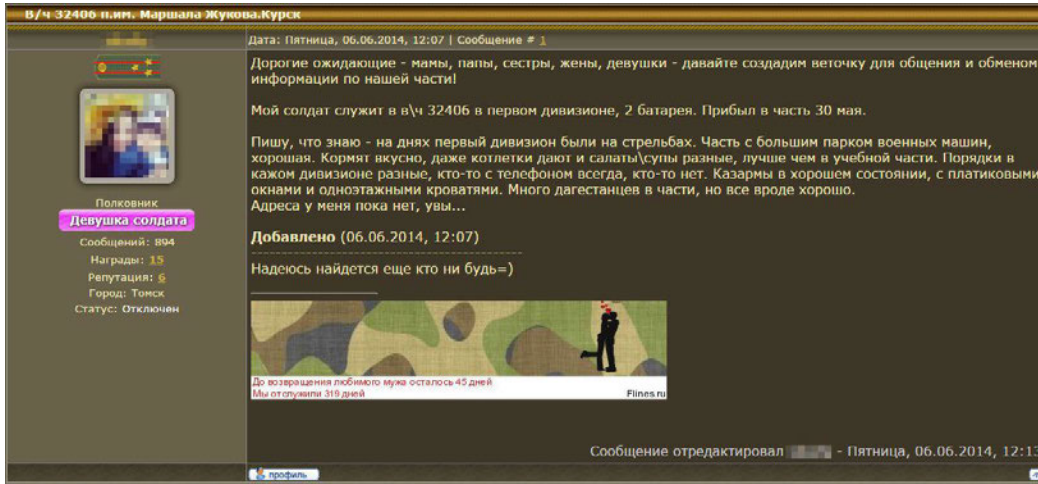 В/ч 32406 п.им. Маршала Жукова.Курск
Дата: Пятница, 06.06.2014, 12:07 | Сообщение # 1
Полковник
Девушка солдата
Сообщений: 894
Награды: 15
Репутация: 6
Город: Томск
Статус: Отключен
Дорогие ожидающие - мамы, папы, сестры, жены, девушки - давайте создадим веточку для общения и обменом
информации по нашей части!
Мой солдат служит в в\ч 32406 в первом дивизионе, 2 батарея. Прибыл в часть 30 мая.
Пишу, что знаю - на днях первый дивизион были на стрельбах. Часть с большим парком военных машин,
хорошая. Кормят вкусно, даже котлетки дают и салаты\супы разные, лучше чем в учебной части. Порядки в
кажом дивизионе разные, кто-то с телефоном всегда, кто-то нет. Казармы в хорошем состоянии, с платиковыми
окнами и одноэтажными кроватями. Много дагестанцев в части, но все вроде хорошо.
Адреса у меня пока нет, увы...
Добавлено (06.06.2014, 12:07)
Надеюсь найдется еще кто ни будь=)
До возвращения любимого мужа осталось 45 дней
Мы отслужили 319 дней
Flines.ru
Сообщение отредактировал - Пятница, 06.06.2014, 12:13
профиль